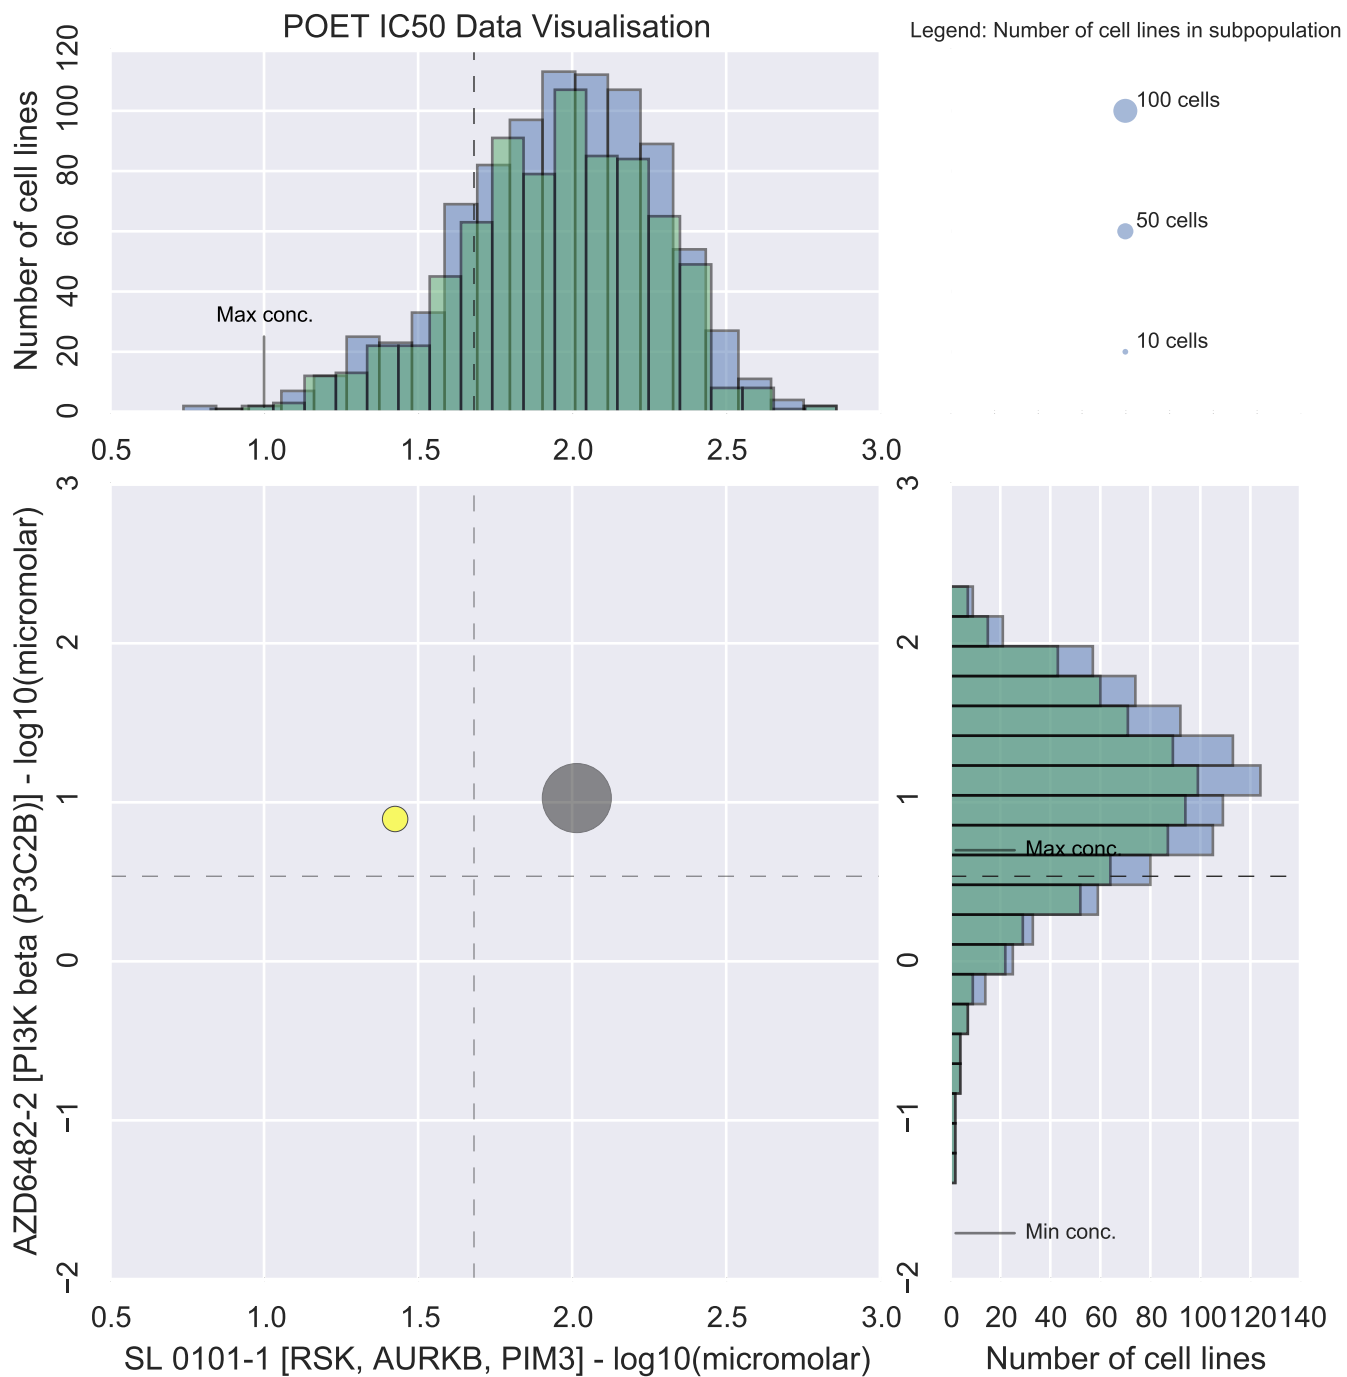 POET IC50 Data Visualisation
Legend: Number of cell lines in subpopulation
100 cells
50 cells
10 cells
Number of cell lines
120
100
80
60
40
20
0
Max conc.
0.5 1.0 1.5 2.0 2.5 3.0
AZD6482-2 [PI3K beta (P3C2B)] - log10(micromolar)
3
2
1
0
−1
−2
0.5 1.0 1.5 2.0 2.5 3.0
SL 0101-1 [RSK, AURKB, PIM3] - log10(micromolar)
3
2
1
0
−1
−2
Max conc.
Min conc.
0 20 40 60 80 100 120 140
Number of cell lines